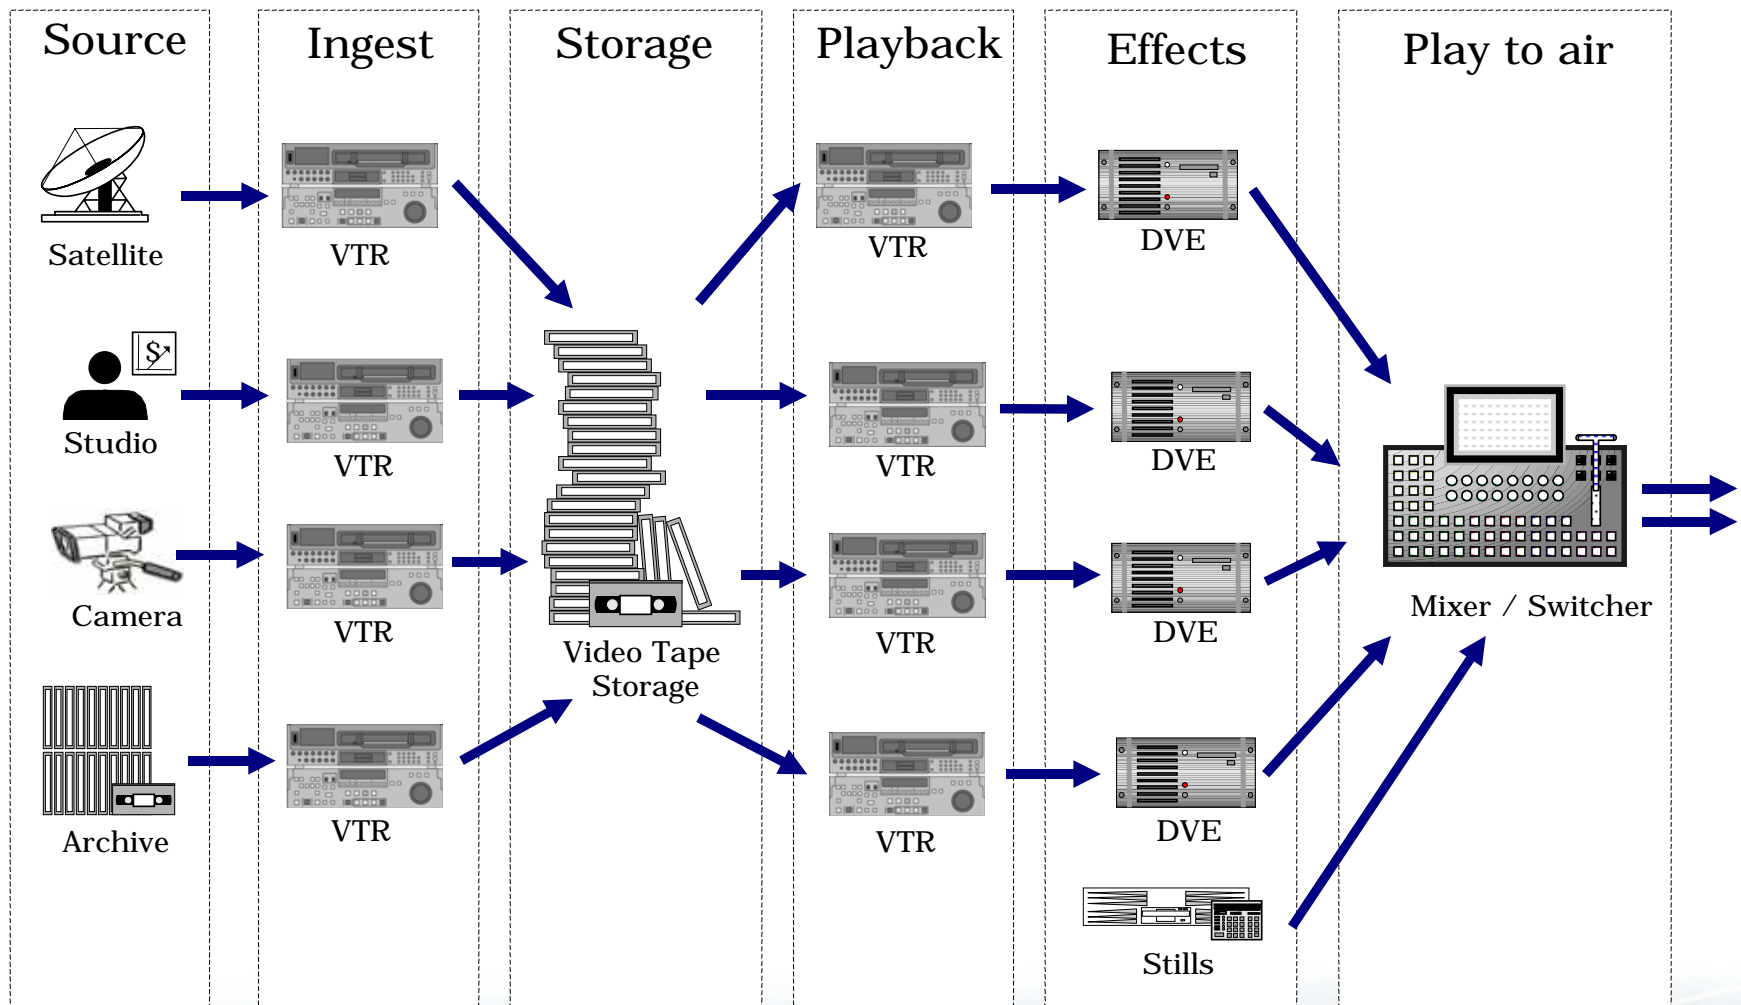 Source
Ingest
Storage
Playback
Effects
Play to air
Satellite
VTR
VTR
DVE
$
Studio
VTR
VTR
DVE
Camera
VTR
Video Tape
Storage
VTR
DVE
Mixer / Switcher
Archive
VTR
VTR
DVE
Stills